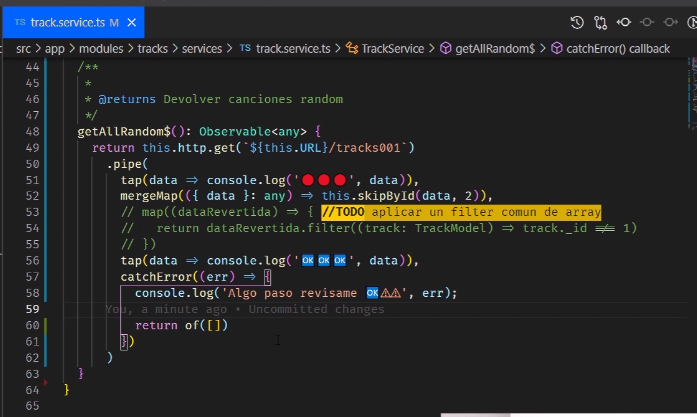 TS track.service.ts M ×
src > app > modules > tracks > services > TS track.service.ts > TrackService > getAllRandom$ > catchError() callback
44 /**
45 *
46 * @returns Devolver canciones random
47 */
48 getAllRandom$(): Observable<any> {
49 return this.http.get(`${this.URL}/tracks001`)
50 .pipe(
51 tap(data => console.log('🔴🔴🔴', data)),
52 mergeMap(({ data }: any) => this.skipById(data, 2)),
53 // map((dataRevertida) => { //TODO aplicar un filter comun de array
54 //   return dataRevertida.filter((track: TrackModel) => track._id !== 1)
55 // })
56 tap(data => console.log('🆗🆗🆗', data)),
57 catchError((err) => {
58 console.log('Algo paso revisame 🆗⚠⚠', err);
59 You, a minute ago • Uncommitted changes
60 return of([])
61 })
62 )
63 }
64 }
65